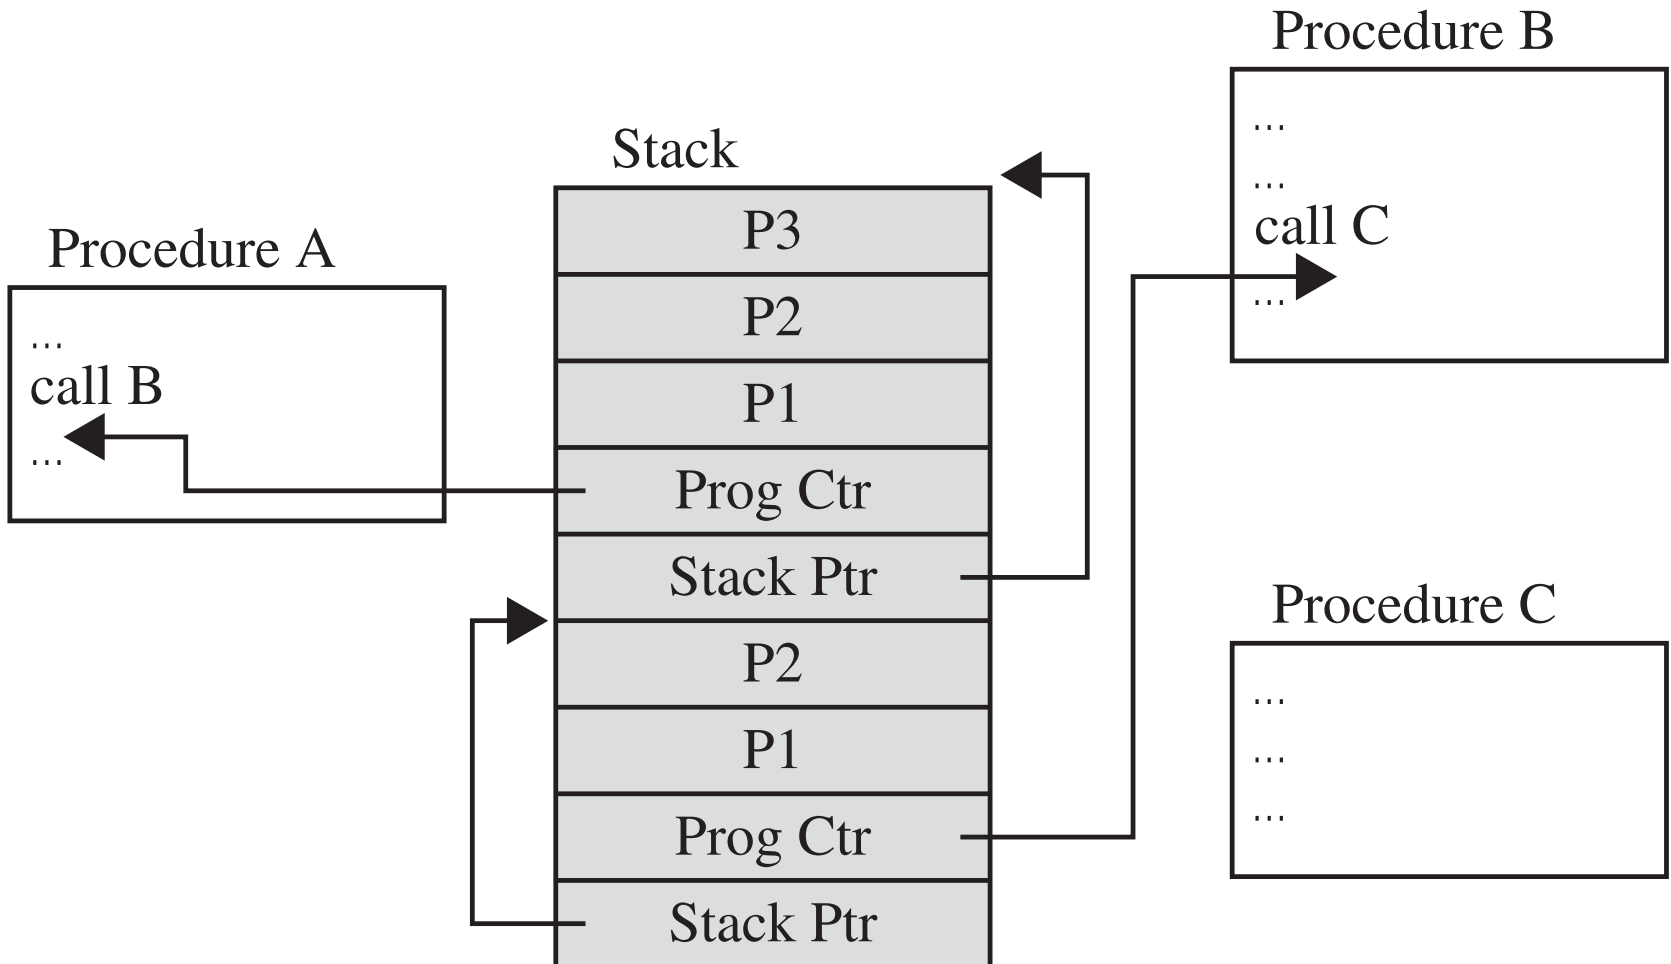 Procedure A
...
call B
...
Stack
P3
P2
P1
Prog Ctr
Stack Ptr
P2
P1
Prog Ctr
Stack Ptr
Procedure B
...
...
call C
...
Procedure C
...
...
...